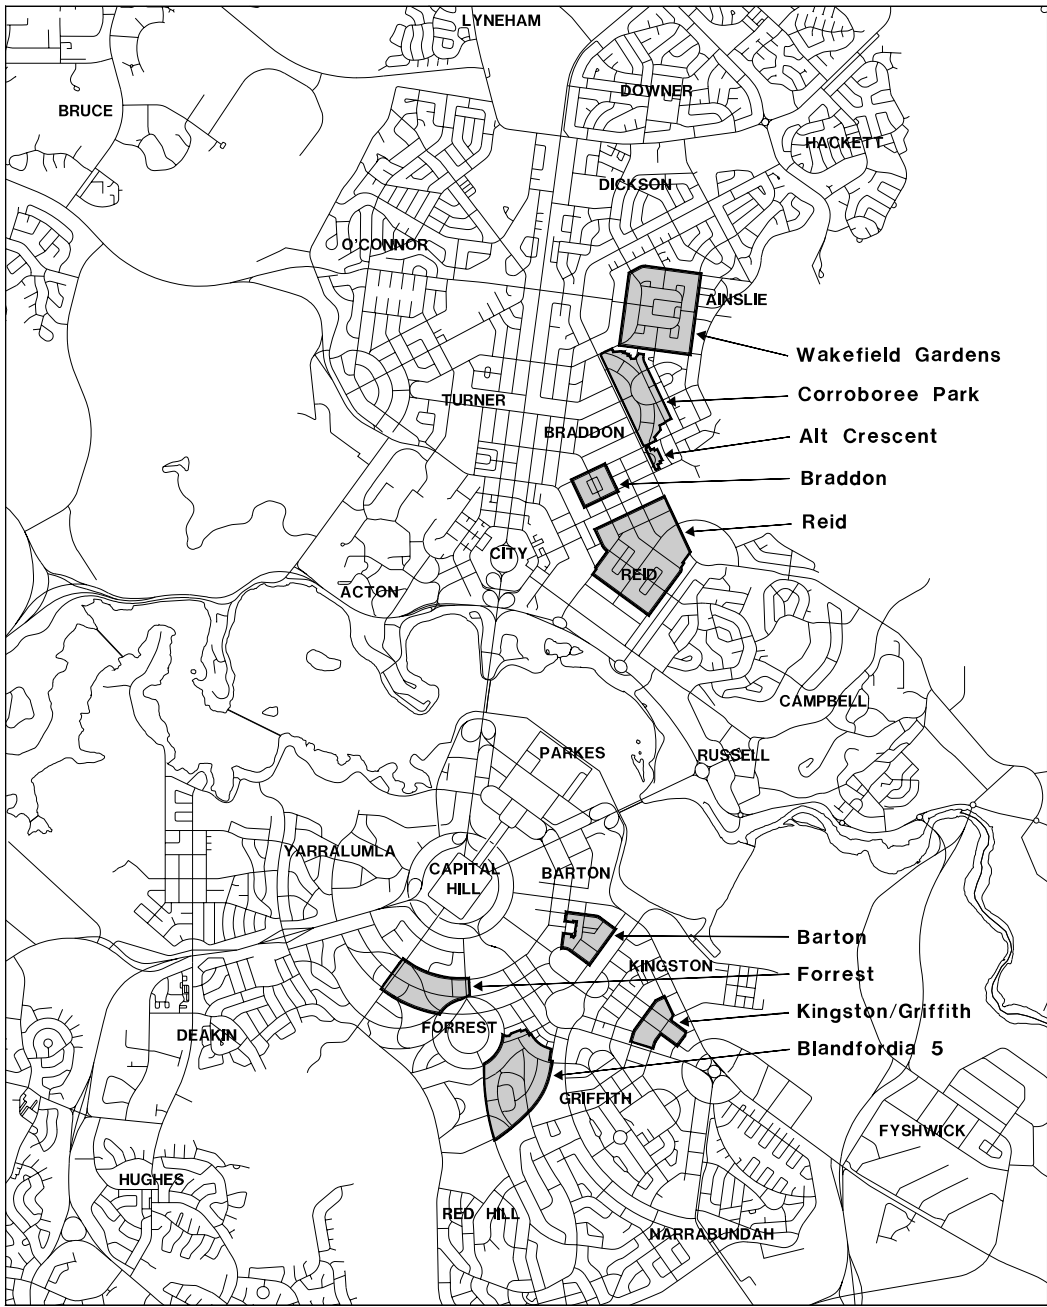 LYNEHAM
DOWNER
BRUCE
HACKETT
DICKSON
O'CONNOR
AINSLIE
Wakefield Gardens
Corroboree Park
TURNER
BRADDON
Alt Crescent
Braddon
Reid
CITY
REID
ACTON
CAMPBELL
PARKES
RUSSELL
YARRALUMLA
CAPITAL
HILL
BARTON
Barton
KINGSTON
Forrest
Kingston/Griffith
FORREST
DEAKIN
Blandfordia 5
GRIFFITH
FYSHWICK
HUGHES
RED HILL
NARRABUNDAH